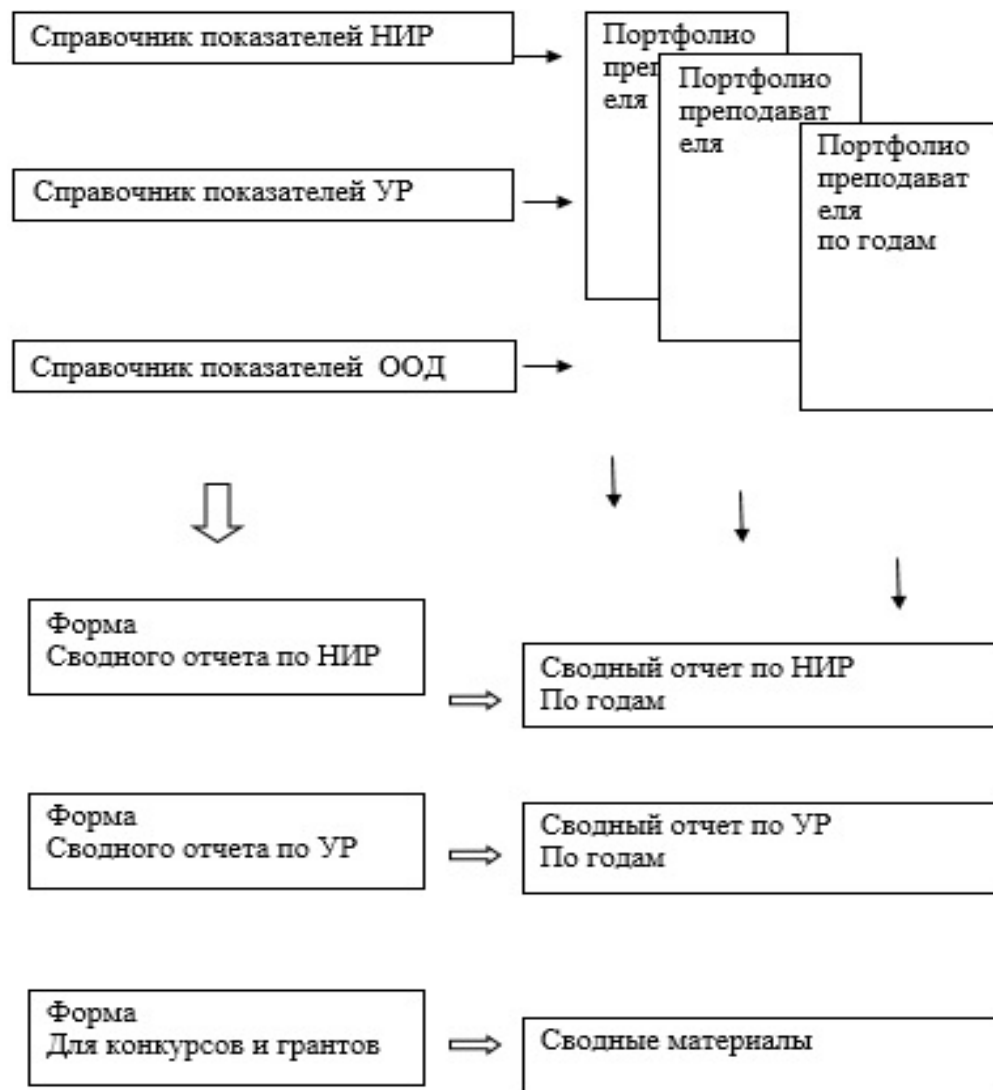 Справочник показателей НИР
Портфолио
преп
еля
Портфолио
преподават
еля
Портфолио
преподават
еля
по годам
Справочник показателей УР
Справочник показателей ООД
Форма
Сводного отчета по НИР
Сводный отчет по НИР
По годам
Форма
Сводного отчета по УР
Сводный отчет по УР
По годам
Форма
Для конкурсов и грантов
Сводные материалы